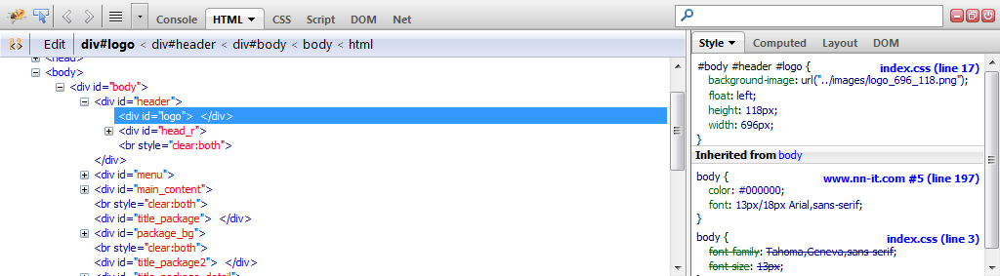 Console HTML CSS Script DOM Net
Edit div#logo < div#header < div#body < body < html
<head>
<body>
<div id="body">
<div id="header">
<div id="logo"> </div>
<div id="head_r">
<br style="clear:both">
</div>
<div id="menu">
<div id="main_content">
<br style="clear:both">
<div id="title_package"> </div>
<div id="package_bg">
<br style="clear:both">
<div id="title_package2"> </div>
<div id="title_package_detail">
Style Computed Layout DOM
#body #header #logo { index.css (line 17)
background-image: url("../images/logo_696_118.png");
float: left;
height: 118px;
width: 696px;
}
Inherited from body
body { www.nn-it.com #5 (line 197)
color: #000000;
font: 13px/18px Arial,sans-serif;
}
body { index.css (line 3)
font-family: Tahoma,Geneva,sans-serif;
font-size: 13px;